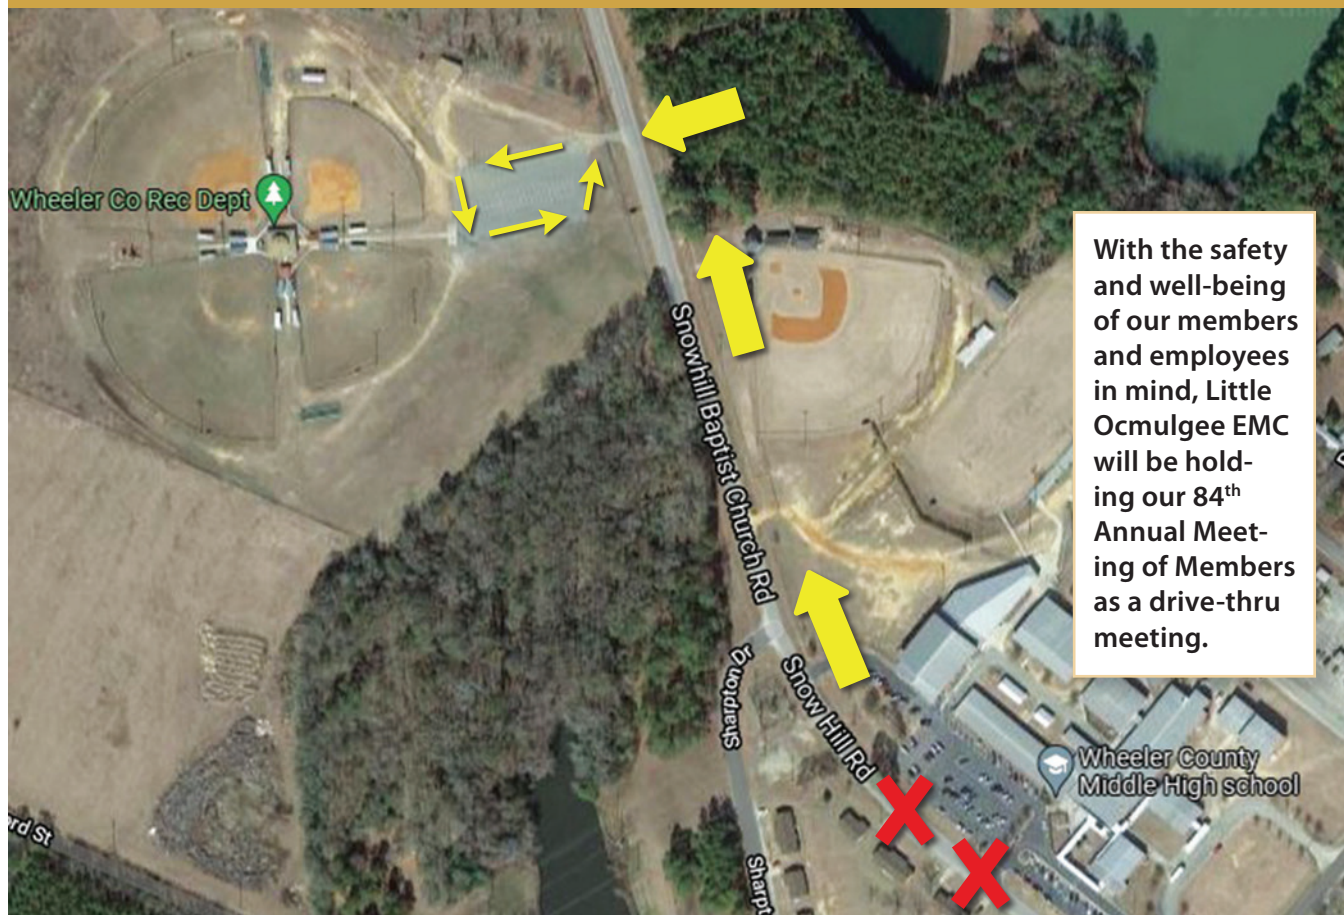 Wheeler Co Rec Dept
With the safety
and well-being
of our members
and employees
in mind, Little
Ocmulgee EMC
will be hold-
ing our 84th
Annual Meet-
ing of Members
as a drive-thru
meeting.
Snowhill Baptist Church Rd
Sharpton Dr
Snow Hill Rd
Wheeler County
Middle High school
rd St
Sharpt